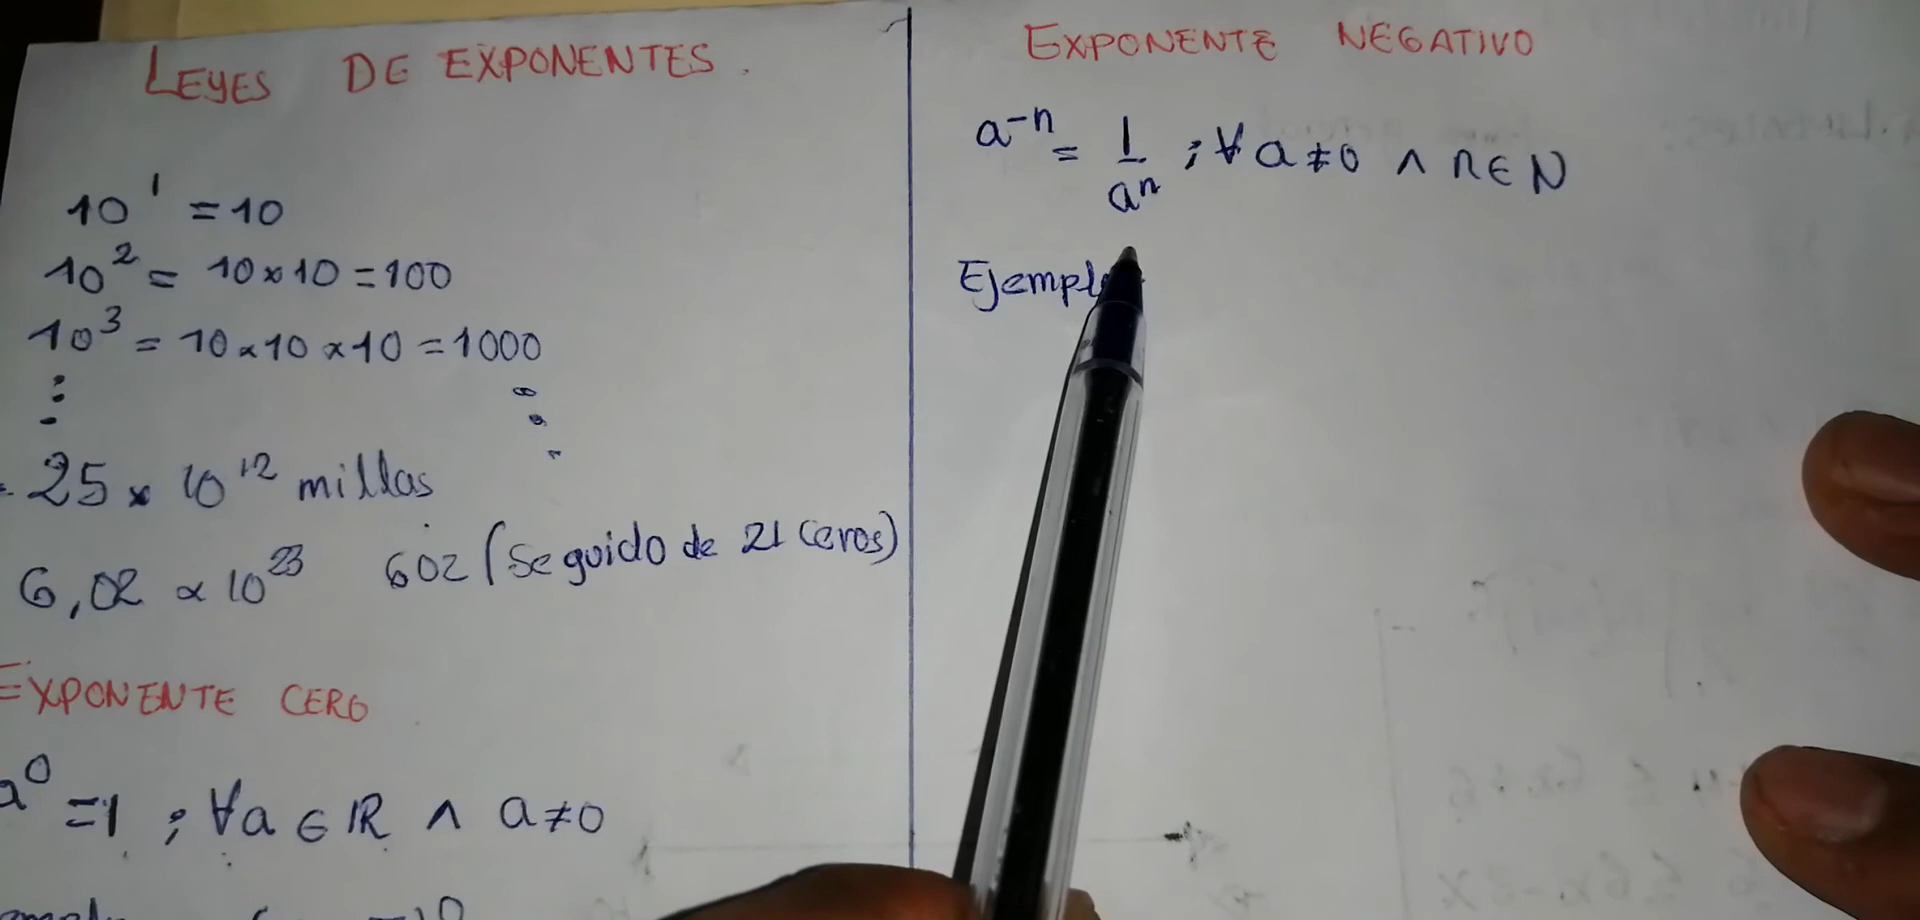 LEYES DE EXPONENTES.
10¹ = 10
10² = 10 x 10 = 100
10³ = 10 x 10 x 10 = 1000
25 x 10¹² millas
6,02 x 10²³ 602 (seguido de 21 ceros)
EXPONENTE CERO
a⁰ = 1 ; ∀a ∈ ℝ ∧ a ≠ 0
EXPONENTE NEGATIVO
a⁻ⁿ = 1/aⁿ ; ∀ a ≠ 0 ∧ n ∈ N
Ejempl